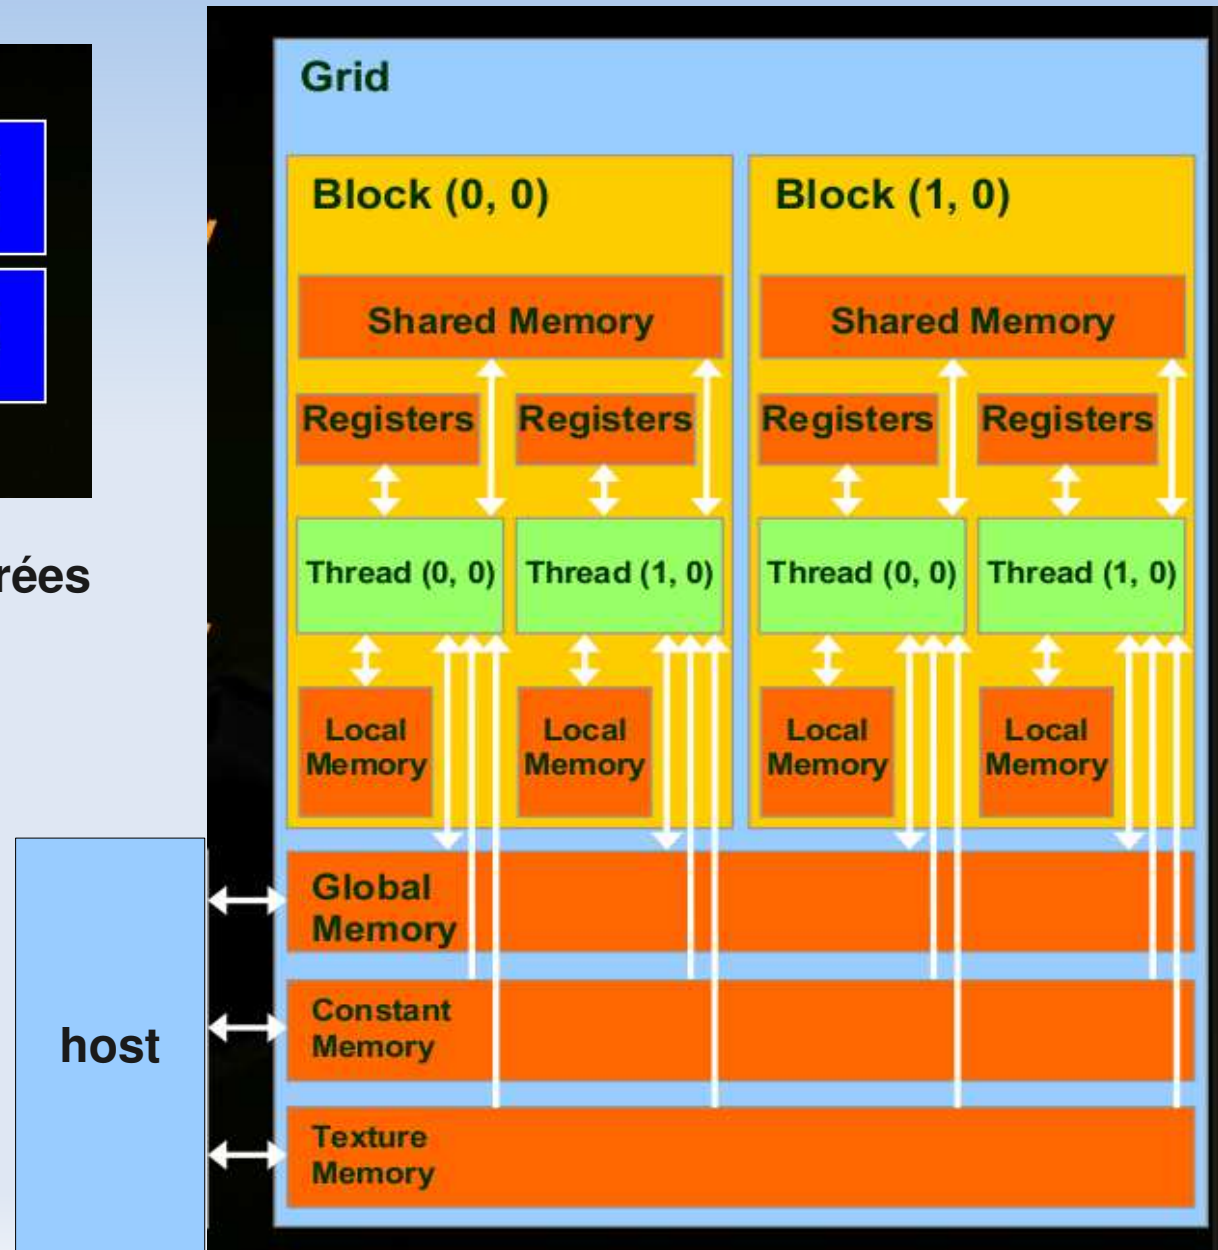 Grid
Block (0, 0)
Block (1, 0)
Shared Memory
Shared Memory
Registers
Registers
Registers
Registers
Thread (0, 0)
Thread (1, 0)
Thread (0, 0)
Thread (1, 0)
Local
Memory
Local
Memory
Local
Memory
Local
Memory
Global
Memory
Constant
Memory
Texture
Memory
host